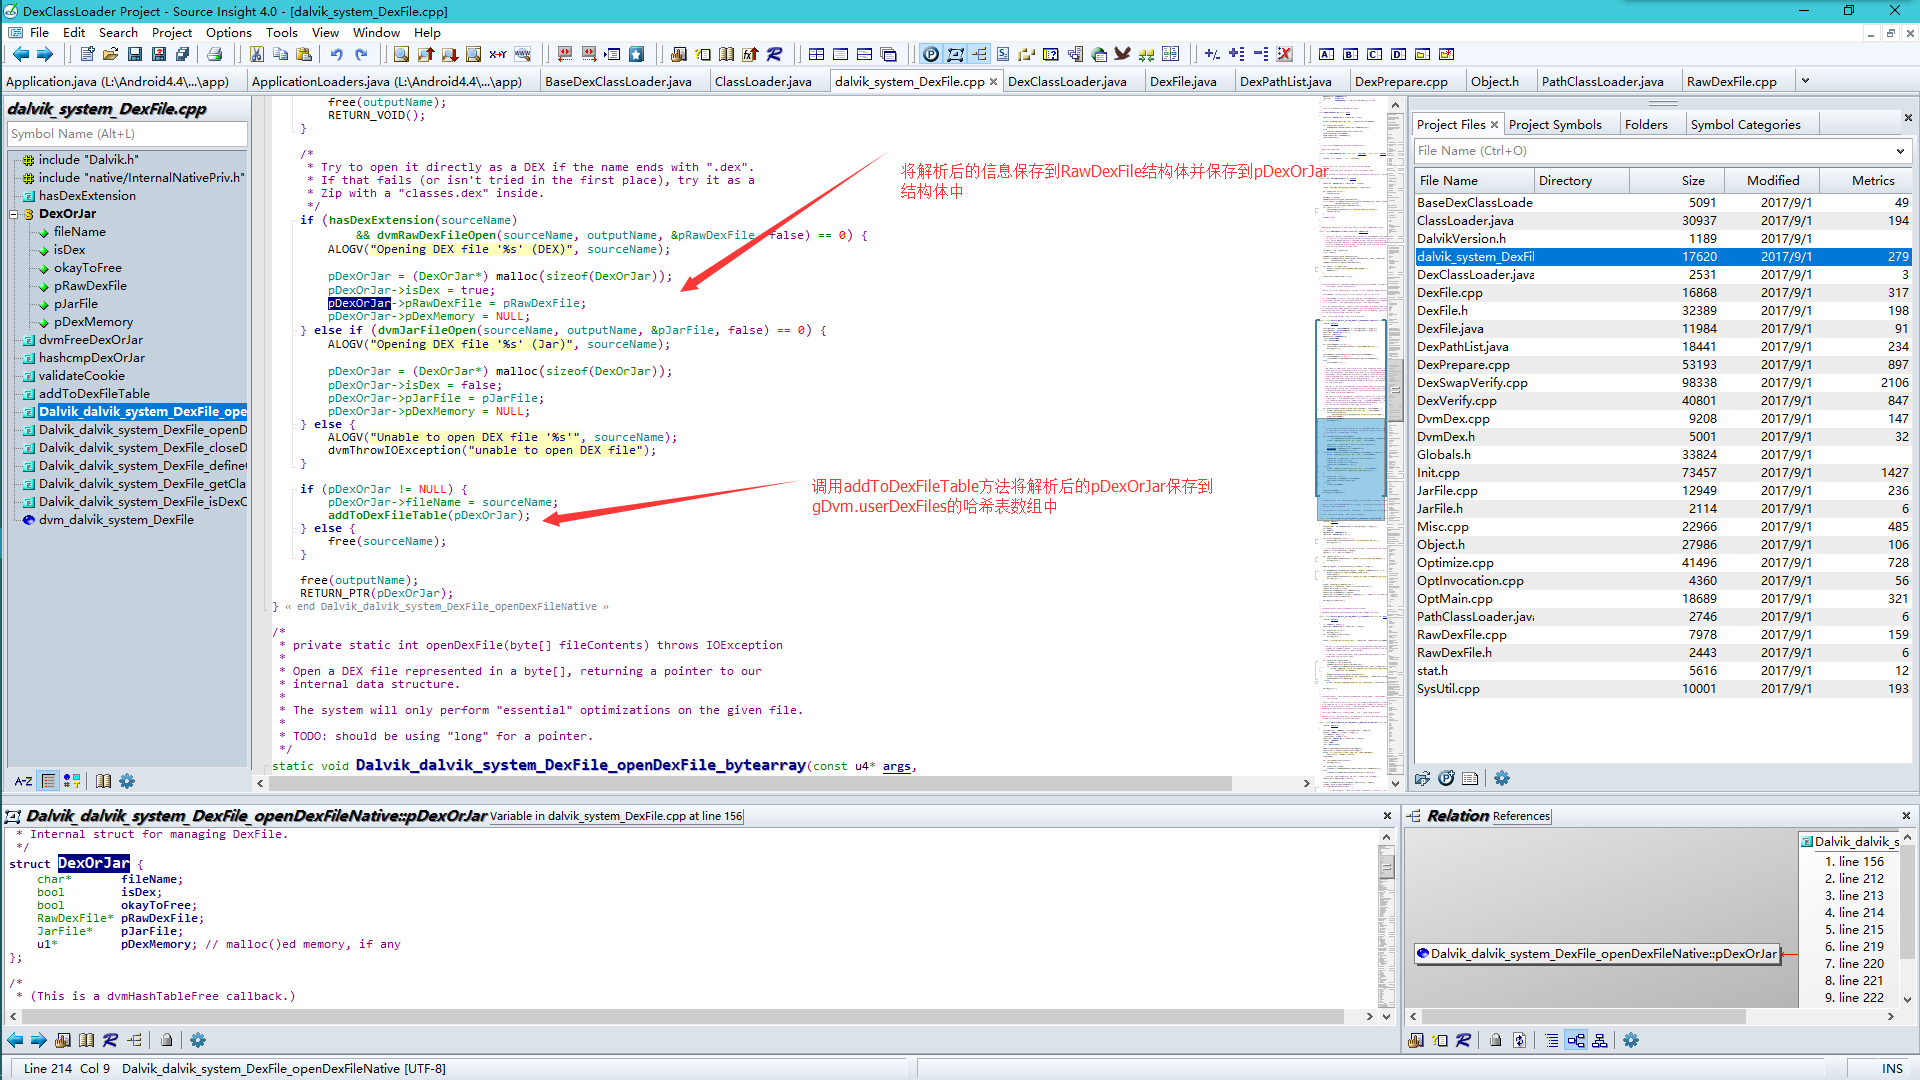 DexClassLoader Project - Source Insight 4.0 - [dalvik_system_DexFile.cpp]
File Edit Search Project Options Tools View Window Help
Application.java (L:\Android4.4\...\app) ApplicationLoaders.java (L:\Android4.4\...\app) BaseDexClassLoader.java ClassLoader.java dalvik_system_DexFile.cpp DexClassLoader.java DexFile.java DexPathList.java DexPrepare.cpp Object.h PathClassLoader.java RawDexFile.cpp
dalvik_system_DexFile.cpp
Symbol Name (Alt+L)
include "Dalvik.h"
include "native/InternalNativePriv.h"
hasDexExtension
DexOrJar
fileName
isDex
okayToFree
pRawDexFile
pJarFile
pDexMemory
dvmFreeDexOrJar
hashcmpDexOrJar
validateCookie
addToDexFileTable
Dalvik_dalvik_system_DexFile_ope
Dalvik_dalvik_system_DexFile_openD
Dalvik_dalvik_system_DexFile_closeD
Dalvik_dalvik_system_DexFile_define
Dalvik_dalvik_system_DexFile_getCla
Dalvik_dalvik_system_DexFile_isDexC
dvm_dalvik_system_DexFile
A-Z
free(outputName);
RETURN_VOID();
}
/*
* Try to open it directly as a DEX if the name ends with ".dex".
* If that fails (or isn't tried in the first place), try it as a
* Zip with a "classes.dex" inside.
*/
if (hasDexExtension(sourceName)
&& dvmRawDexFileOpen(sourceName, outputName, &pRawDexFile, false) == 0) {
ALOGV("Opening DEX file '%s' (DEX)", sourceName);
pDexOrJar = (DexOrJar*) malloc(sizeof(DexOrJar));
pDexOrJar->isDex = true;
pDexOrJar->pRawDexFile = pRawDexFile;
pDexOrJar->pDexMemory = NULL;
} else if (dvmJarFileOpen(sourceName, outputName, &pJarFile, false) == 0) {
ALOGV("Opening DEX file '%s' (Jar)", sourceName);
pDexOrJar = (DexOrJar*) malloc(sizeof(DexOrJar));
pDexOrJar->isDex = false;
pDexOrJar->pJarFile = pJarFile;
pDexOrJar->pDexMemory = NULL;
} else {
ALOGV("Unable to open DEX file '%s'", sourceName);
dvmThrowIOException("unable to open DEX file");
}
if (pDexOrJar != NULL) {
pDexOrJar->fileName = sourceName;
addToDexFileTable(pDexOrJar);
} else {
free(sourceName);
}
free(outputName);
RETURN_PTR(pDexOrJar);
} « end Dalvik_dalvik_system_DexFile_openDexFileNative »
/*
* private static int openDexFile(byte[] fileContents) throws IOException
*
* Open a DEX file represented in a byte[], returning a pointer to our
* internal data structure.
*
* The system will only perform "essential" optimizations on the given file.
*
* TODO: should be using "long" for a pointer.
*/
static void Dalvik_dalvik_system_DexFile_openDexFile_bytearray(const u4* args,
将解析后的信息保存到RawDexFile结构体并保存到pDexOrJar
结构体中
调用addToDexFileTable方法将解析后的pDexOrJar保存到
gDvm.userDexFiles的哈希表数组中
Project Files Project Symbols Folders Symbol Categories
File Name (Ctrl+O)
File Name Directory Size Modified Metrics
BaseDexClassLoade 5091 2017/9/1 49
ClassLoader.java 30937 2017/9/1 194
DalvikVersion.h 1189 2017/9/1
dalvik_system_DexFil 17620 2017/9/1 279
DexClassLoader.java 2531 2017/9/1 3
DexFile.cpp 16868 2017/9/1 317
DexFile.h 32389 2017/9/1 198
DexFile.java 11984 2017/9/1 91
DexPathList.java 18441 2017/9/1 234
DexPrepare.cpp 53193 2017/9/1 897
DexSwapVerify.cpp 98338 2017/9/1 2106
DexVerify.cpp 40801 2017/9/1 847
DvmDex.cpp 9208 2017/9/1 147
DvmDex.h 5001 2017/9/1 32
Globals.h 33824 2017/9/1
Init.cpp 73457 2017/9/1 1427
JarFile.cpp 12949 2017/9/1 236
JarFile.h 2114 2017/9/1 6
Misc.cpp 22966 2017/9/1 485
Object.h 27986 2017/9/1 106
Optimize.cpp 41496 2017/9/1 728
OptInvocation.cpp 4360 2017/9/1 56
OptMain.cpp 18689 2017/9/1 321
PathClassLoader.java 2746 2017/9/1 6
RawDexFile.cpp 7978 2017/9/1 159
RawDexFile.h 2443 2017/9/1 6
stat.h 5616 2017/9/1 12
SysUtil.cpp 10001 2017/9/1 193
Dalvik_dalvik_system_DexFile_openDexFileNative::pDexOrJar Variable in dalvik_system_DexFile.cpp at line 156
* Internal struct for managing DexFile.
*/
struct DexOrJar {
char* fileName;
bool isDex;
bool okayToFree;
RawDexFile* pRawDexFile;
JarFile* pJarFile;
u1* pDexMemory; // malloc()ed memory, if any
};
/*
* (This is a dvmHashTableFree callback.)
Relation References
Dalvik_dalvik_system_DexFile_openDexFileNative::pDexOrJar
Dalvik_dalvik_s
1. line 156
2. line 212
3. line 213
4. line 214
5. line 215
6. line 219
7. line 220
8. line 221
9. line 222
Line 214 Col 9 Dalvik_dalvik_system_DexFile_openDexFileNative [UTF-8] INS